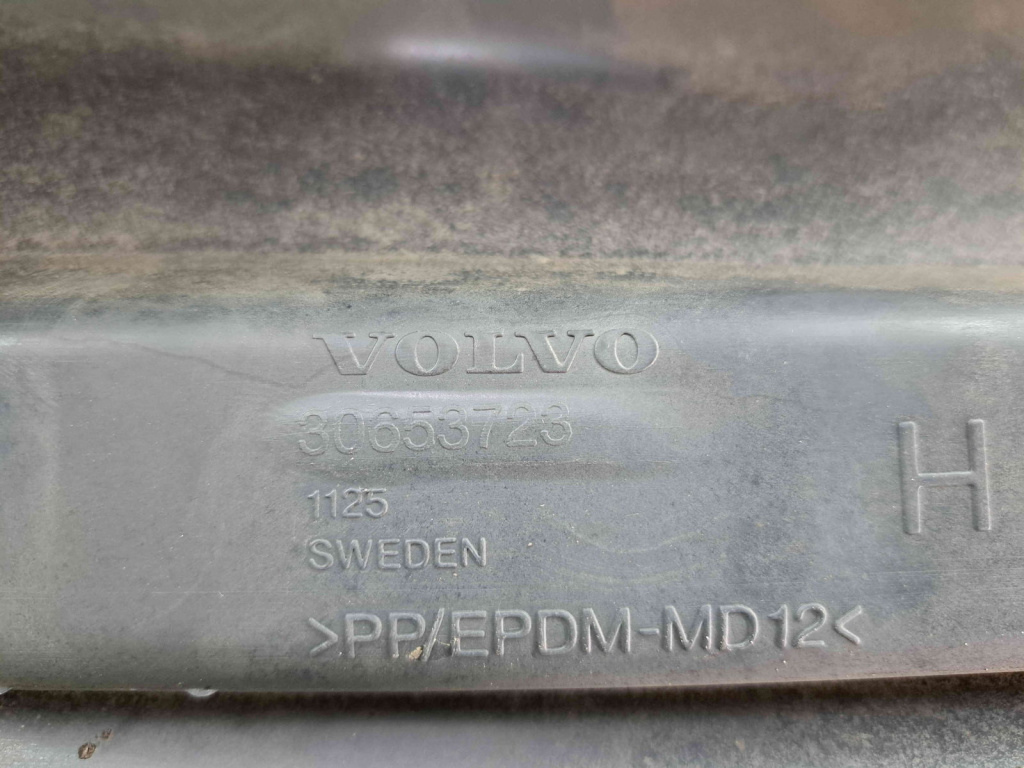 VOLVO
30653723
H
1125
SWEDEN
>PP/EPDM-MD12<